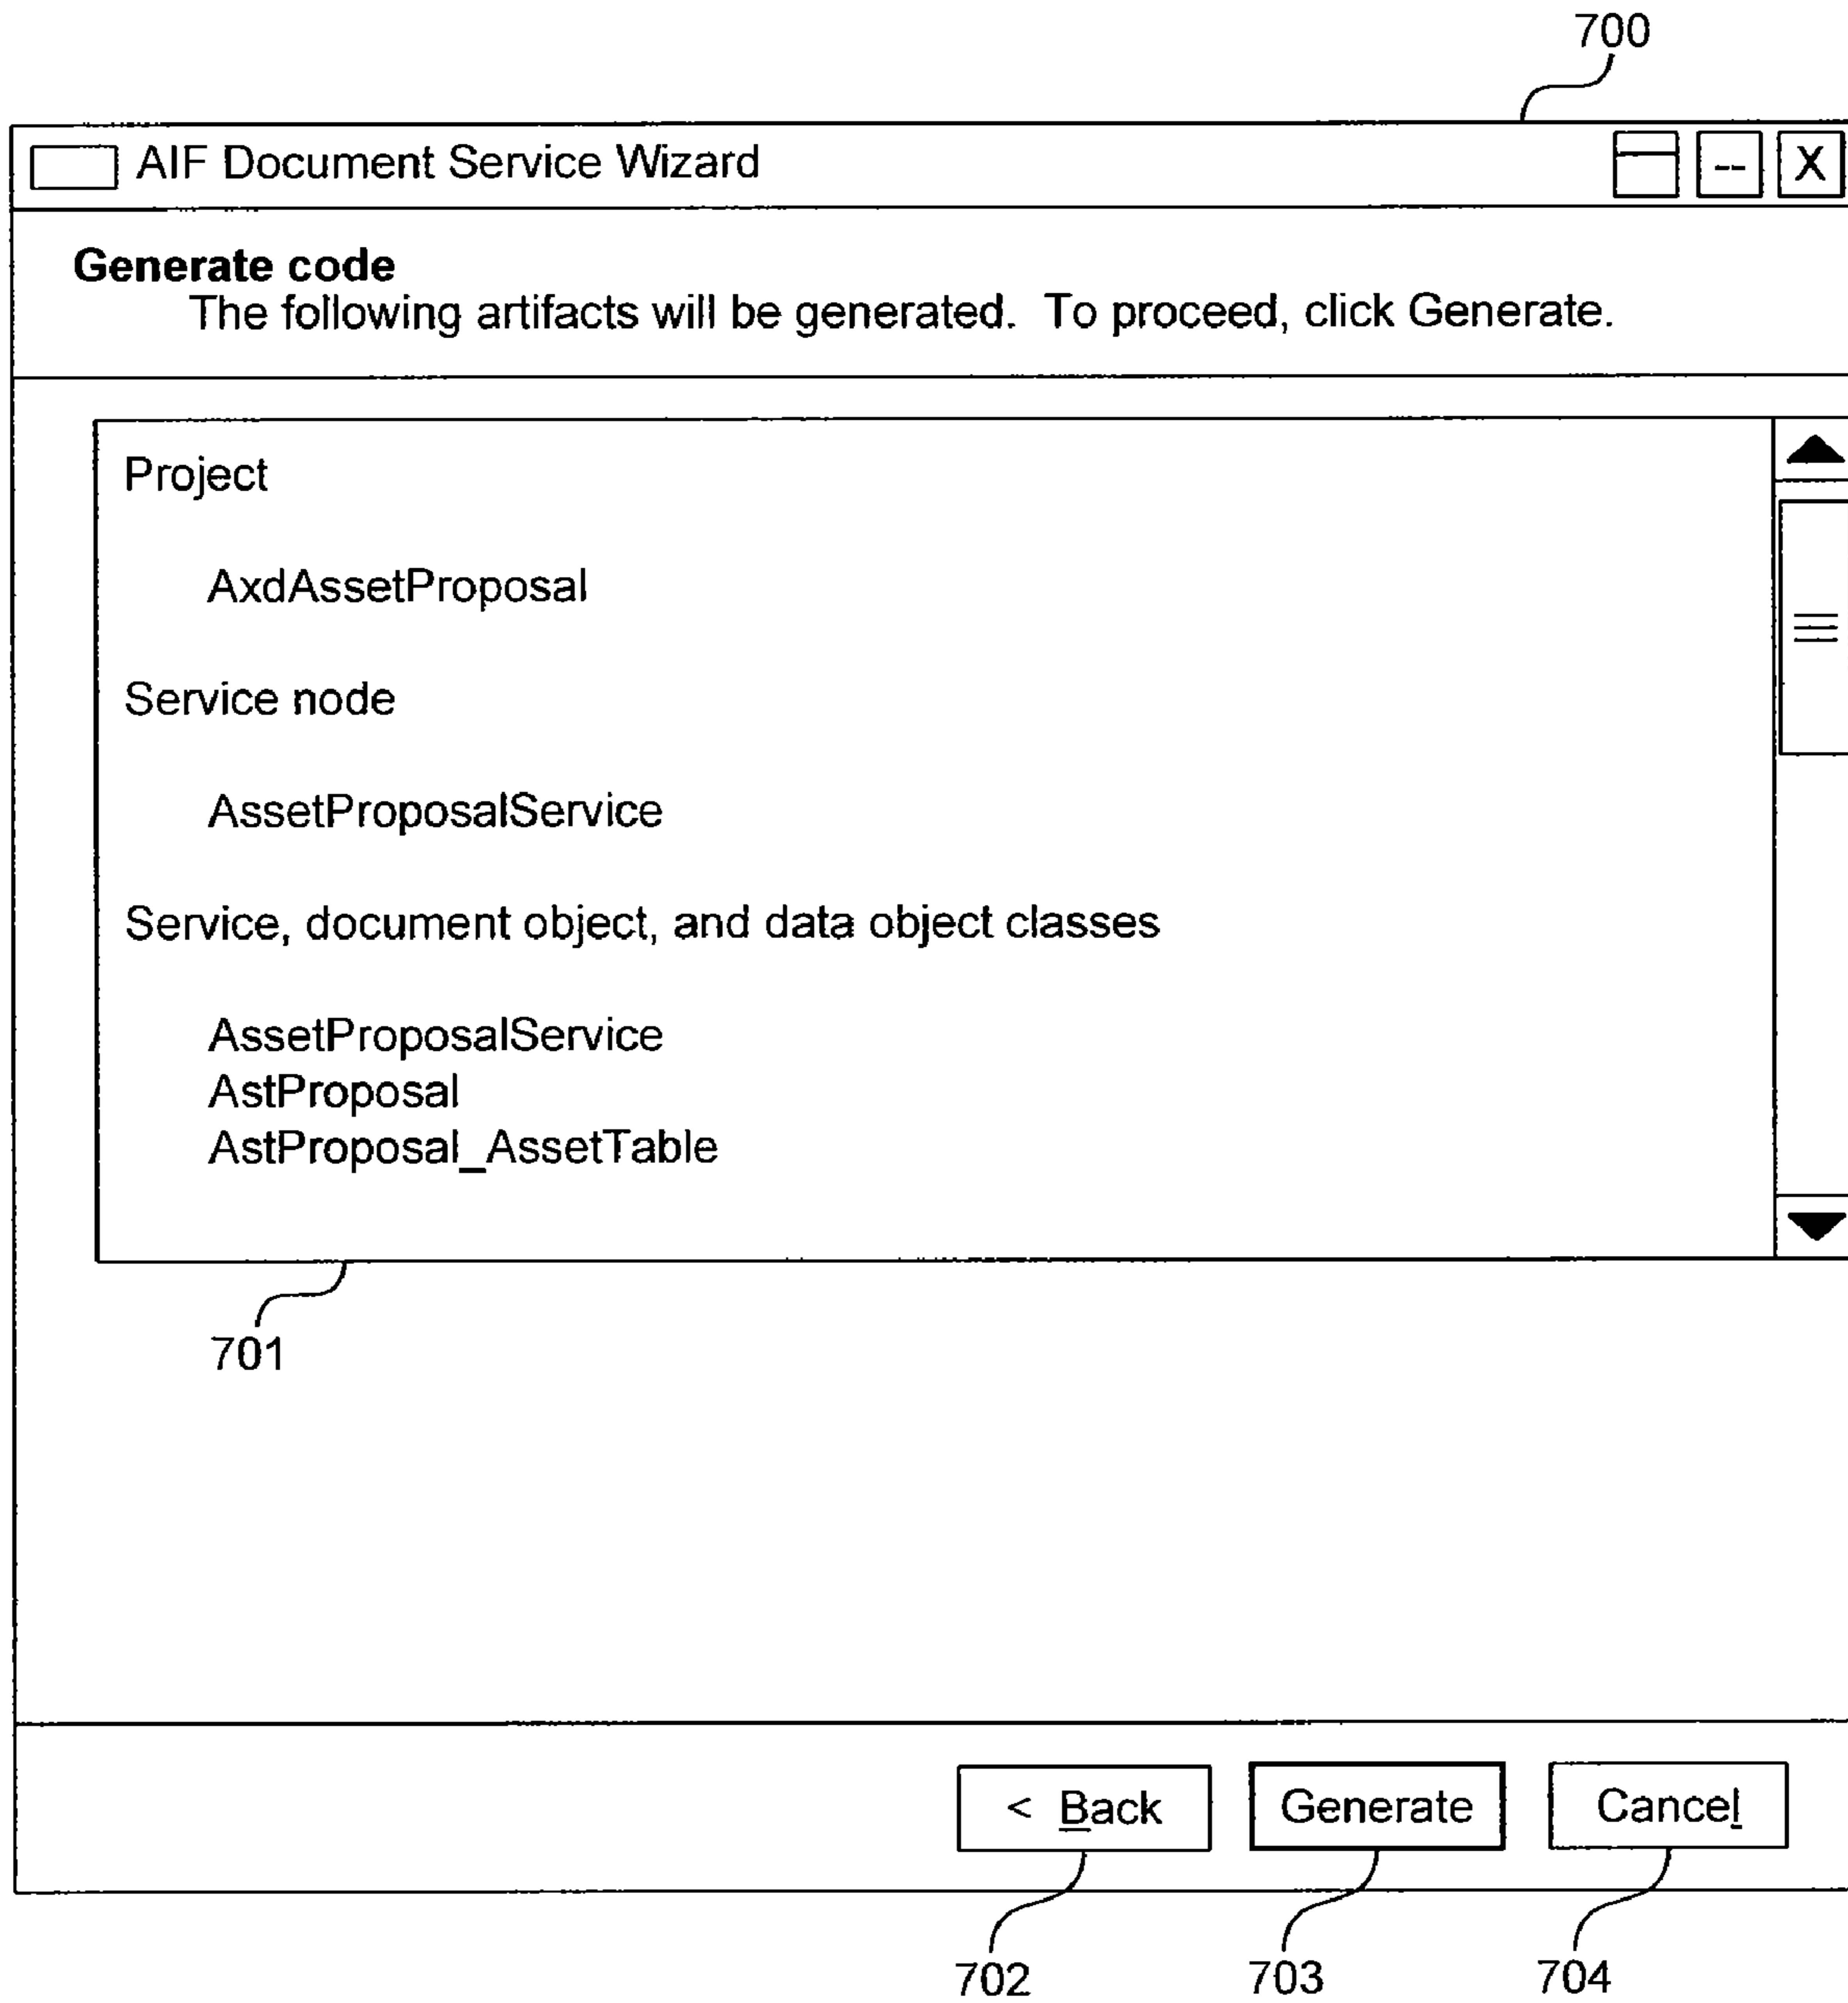 700
AIF Document Service Wizard
-- X
Generate code
The following artifacts will be generated. To proceed, click Generate.
Project
AxdAssetProposal
Service node
AssetProposalService
Service, document object, and data object classes
AssetProposalService
AstProposal
AstProposal_AssetTable
701
< Back Generate Cancel
702 703 704